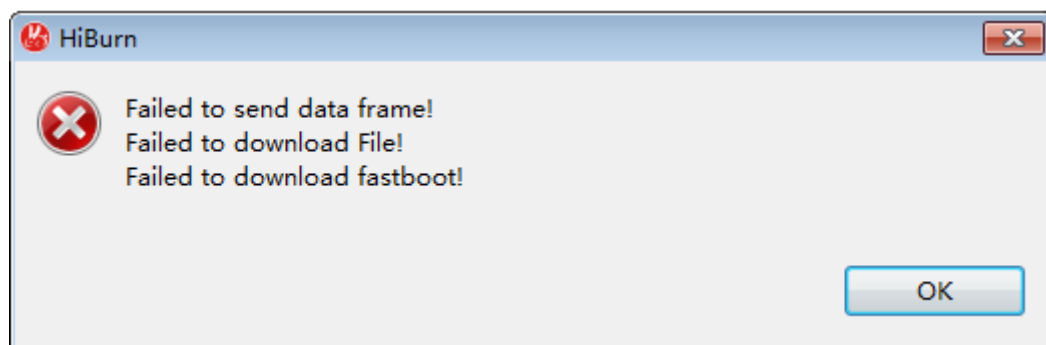 HiBurn
Failed to send data frame!
Failed to download File!
Failed to download fastboot!
OK